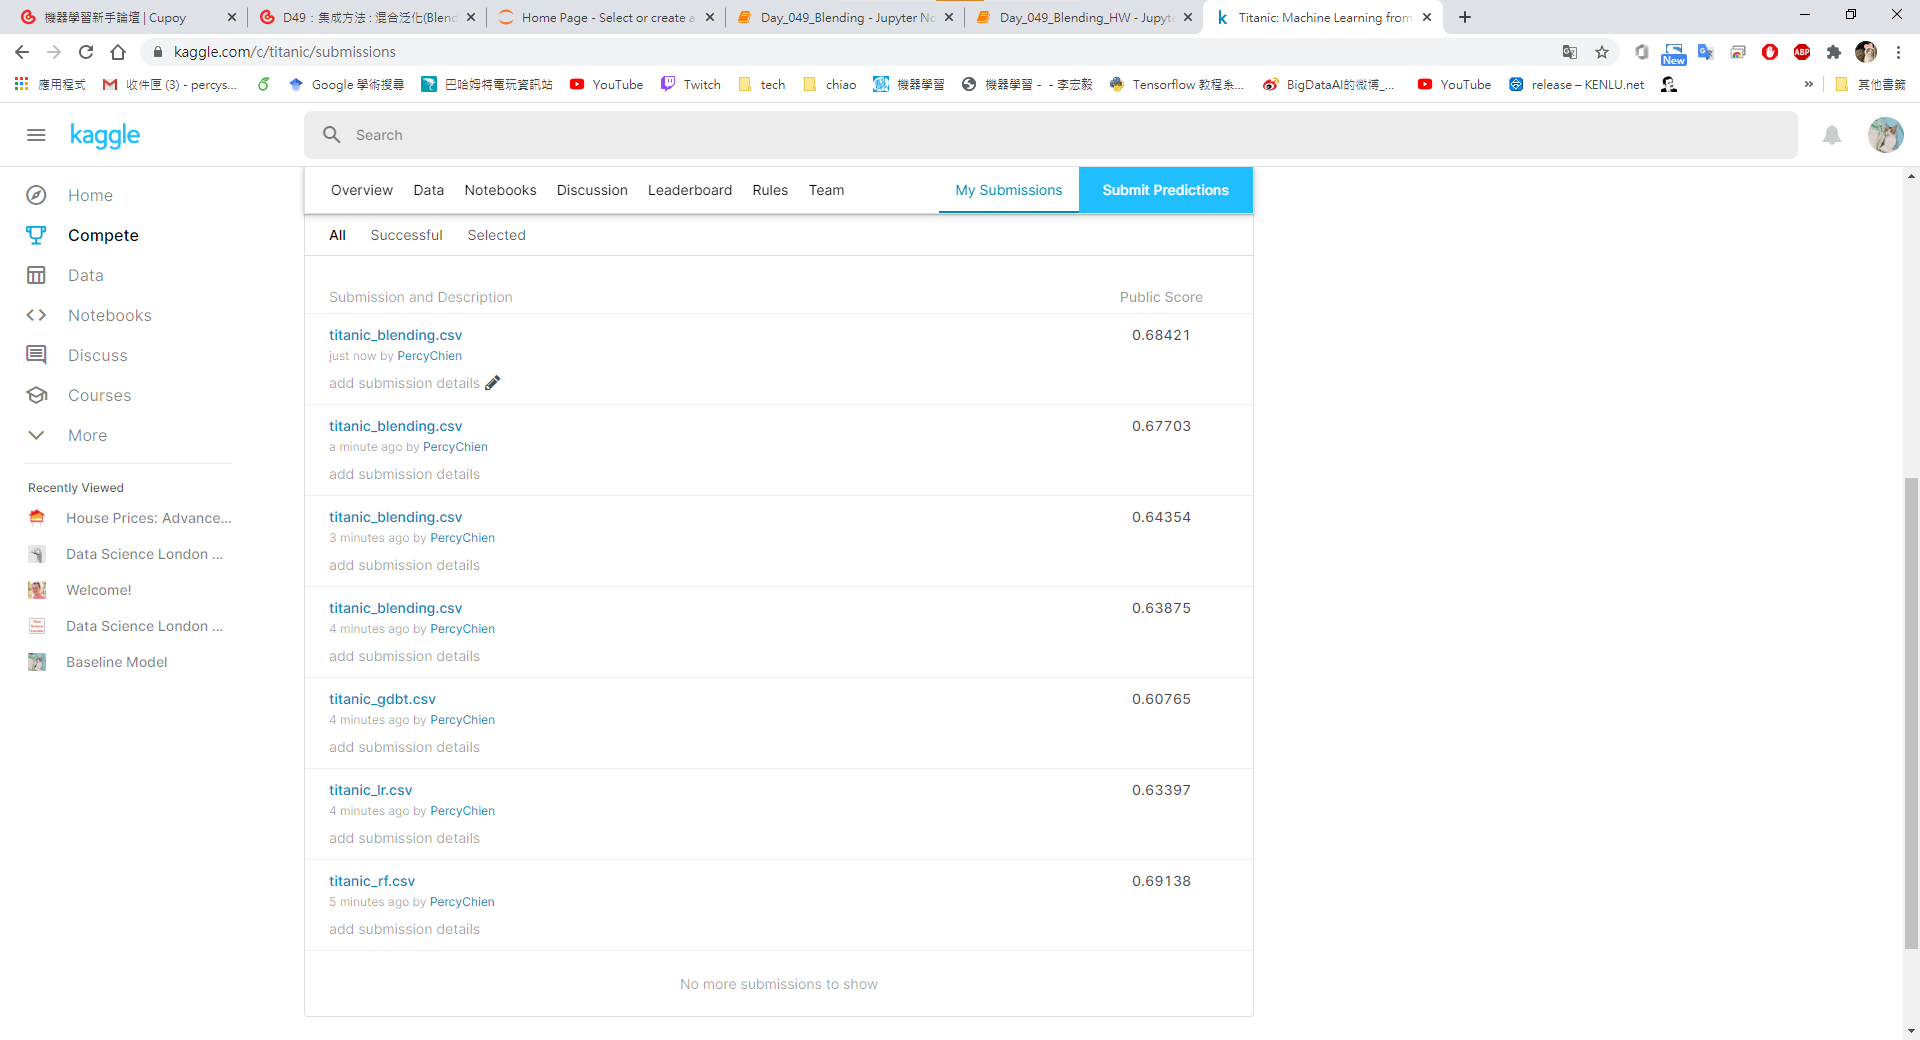 機器學習新手論壇 | Cupoy
D49：集成方法 : 混合泛化(Blend
Home Page - Select or create a
Day_049_Blending - Jupyter No
Day_049_Blending_HW - Jupyte
Titanic: Machine Learning from
kaggle.com/c/titanic/submissions
New
ABP
應用程式
收件匣 (3) - percys...
Google 學術搜尋
巴哈姆特電玩資訊站
YouTube
Twitch
tech
chiao
機器學習
機器學習 - - 李宏毅
Tensorflow 教程系...
BigDataAI的微博_...
YouTube
release – KENLU.net
»
其他書籤
kaggle
Search
Home
Compete
Data
Notebooks
Discuss
Courses
More
Recently Viewed
House Prices: Advance...
Data Science London ...
Welcome!
Data Science London ...
Baseline Model
Overview
Data
Notebooks
Discussion
Leaderboard
Rules
Team
My Submissions
Submit Predictions
All
Successful
Selected
Submission and Description
Public Score
titanic_blending.csv
0.68421
just now by PercyChien
add submission details
titanic_blending.csv
0.67703
a minute ago by PercyChien
add submission details
titanic_blending.csv
0.64354
3 minutes ago by PercyChien
add submission details
titanic_blending.csv
0.63875
4 minutes ago by PercyChien
add submission details
titanic_gdbt.csv
0.60765
4 minutes ago by PercyChien
add submission details
titanic_lr.csv
0.63397
4 minutes ago by PercyChien
add submission details
titanic_rf.csv
0.69138
5 minutes ago by PercyChien
add submission details
No more submissions to show